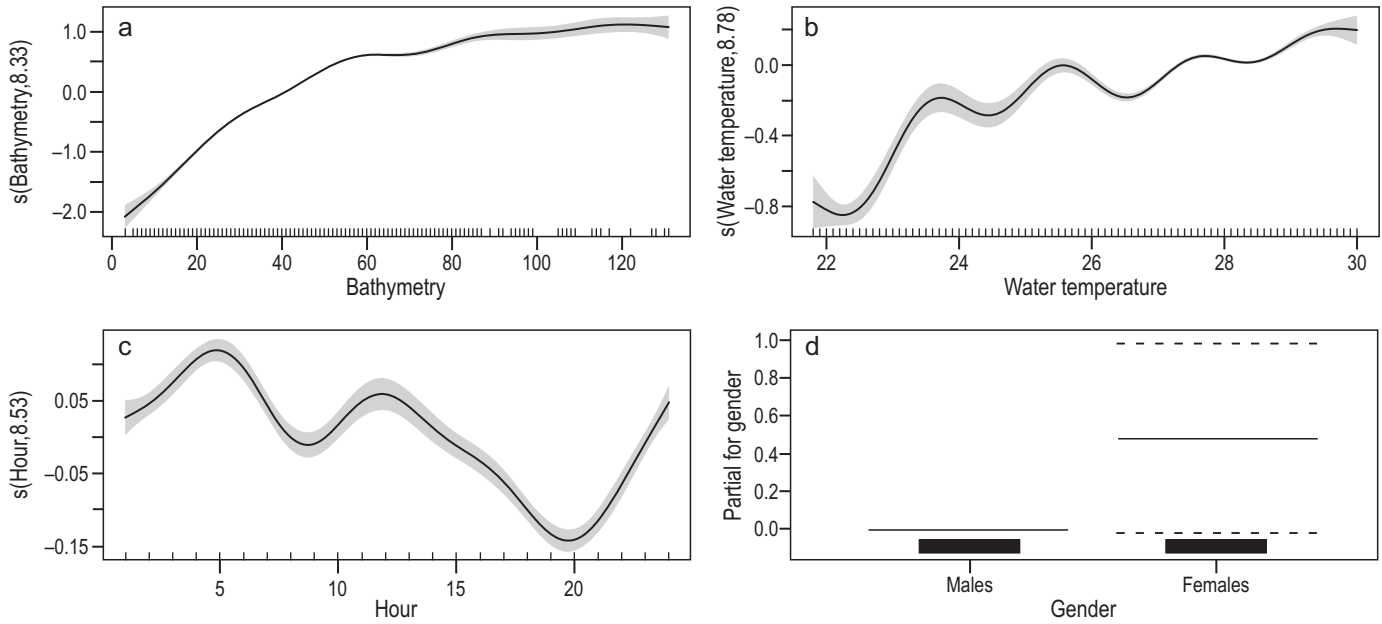 a
s(Bathymetry,8.33)
1.0
0.0
–1.0
–2.0
0 20 40 60 80 100 120
Bathymetry
b
s(Water temperature,8.78)
0.0
–0.4
–0.8
22 24 26 28 30
Water temperature
c
s(Hour,8.53)
0.05
–0.05
–0.15
5 10 15 20
Hour
d
Partial for gender
1.0
0.8
0.6
0.4
0.2
0.0
Males Females
Gender